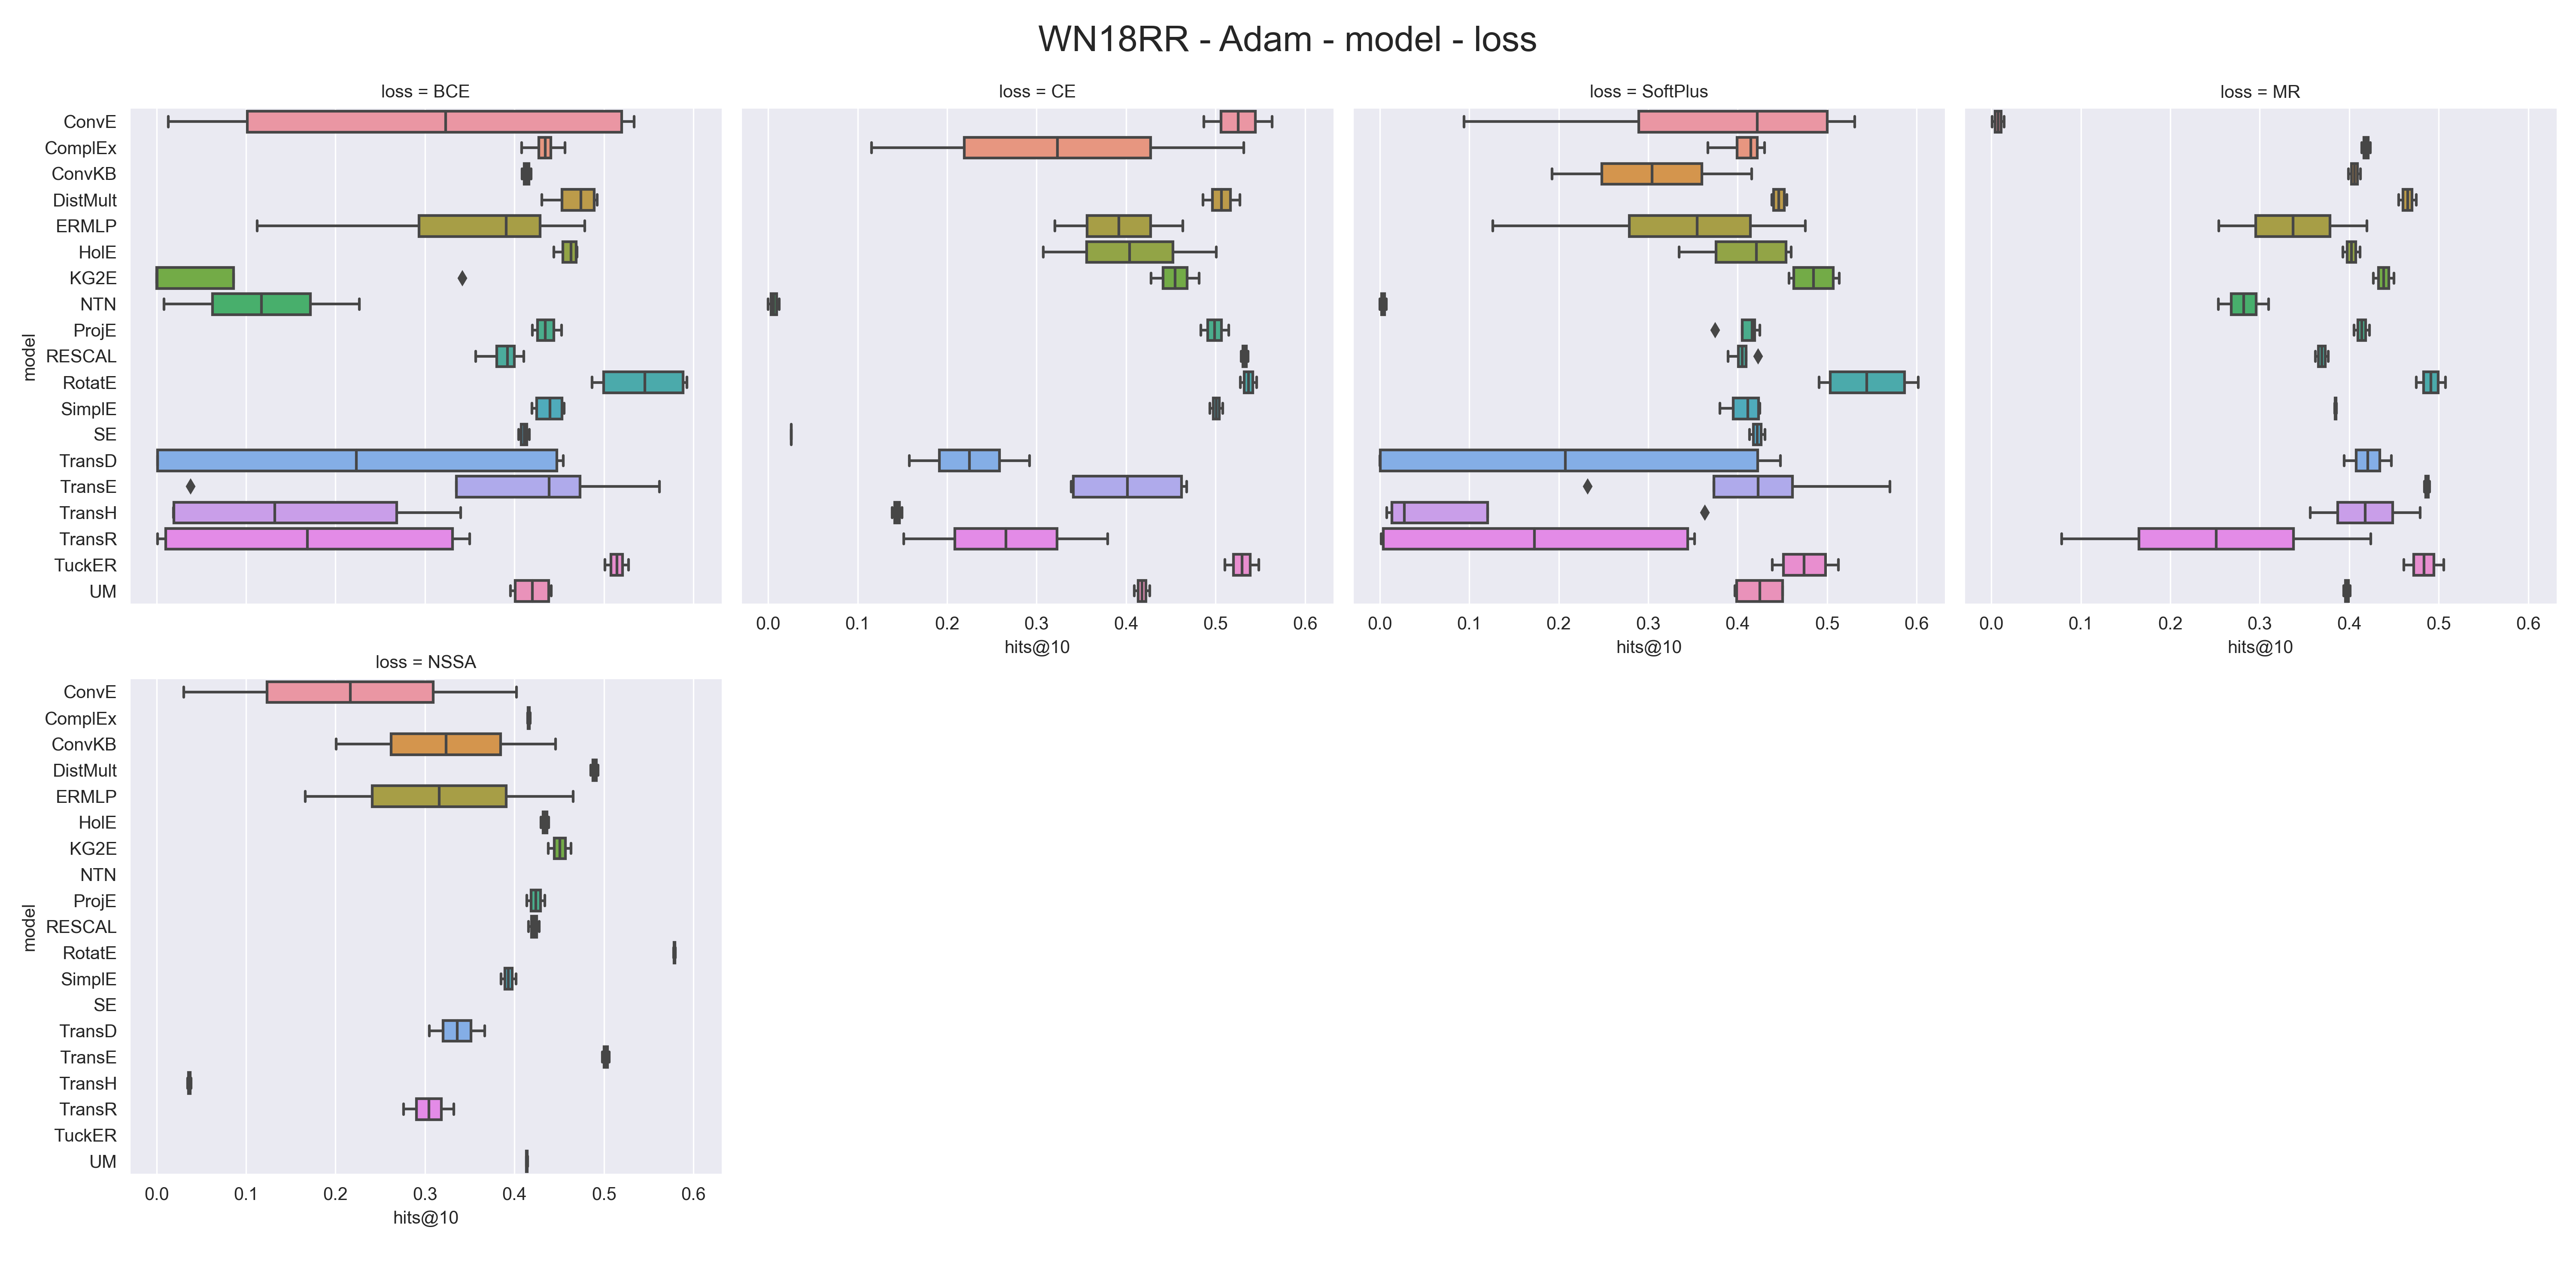 WN18RR - Adam - model - loss
loss = BCE
loss = CE
loss = SoftPlus
loss = MR
model
ConvE
ComplEx
ConvKB
DistMult
ERMLP
HolE
KG2E
NTN
ProjE
RESCAL
RotatE
SimplE
SE
TransD
TransE
TransH
TransR
TuckER
UM
0.0 0.1 0.2 0.3 0.4 0.5 0.6
hits@10
0.0 0.1 0.2 0.3 0.4 0.5 0.6
hits@10
0.0 0.1 0.2 0.3 0.4 0.5 0.6
hits@10
loss = NSSA
model
ConvE
ComplEx
ConvKB
DistMult
ERMLP
HolE
KG2E
NTN
ProjE
RESCAL
RotatE
SimplE
SE
TransD
TransE
TransH
TransR
TuckER
UM
0.0 0.1 0.2 0.3 0.4 0.5 0.6
hits@10